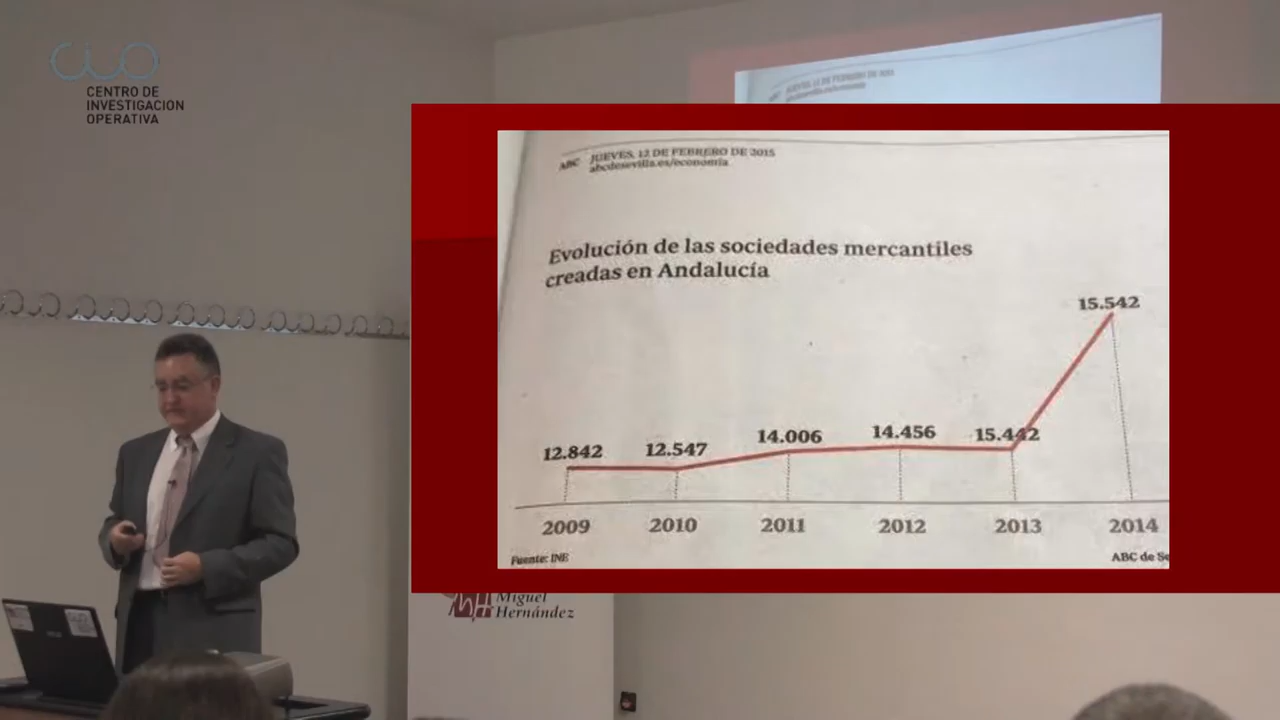 CIO
CENTRO DE
INVESTIGACION
OPERATIVA
ABC JUEVES, 12 DE FEBRERO DE 2015
abcdesevilla.es/economia
Evolución de las sociedades mercantiles
creadas en Andalucía
12.842
12.547
14.006
14.456
15.442
15.542
2009
2010
2011
2012
2013
2014
Fuente: INE
ABC de Se
Miguel
Hernández